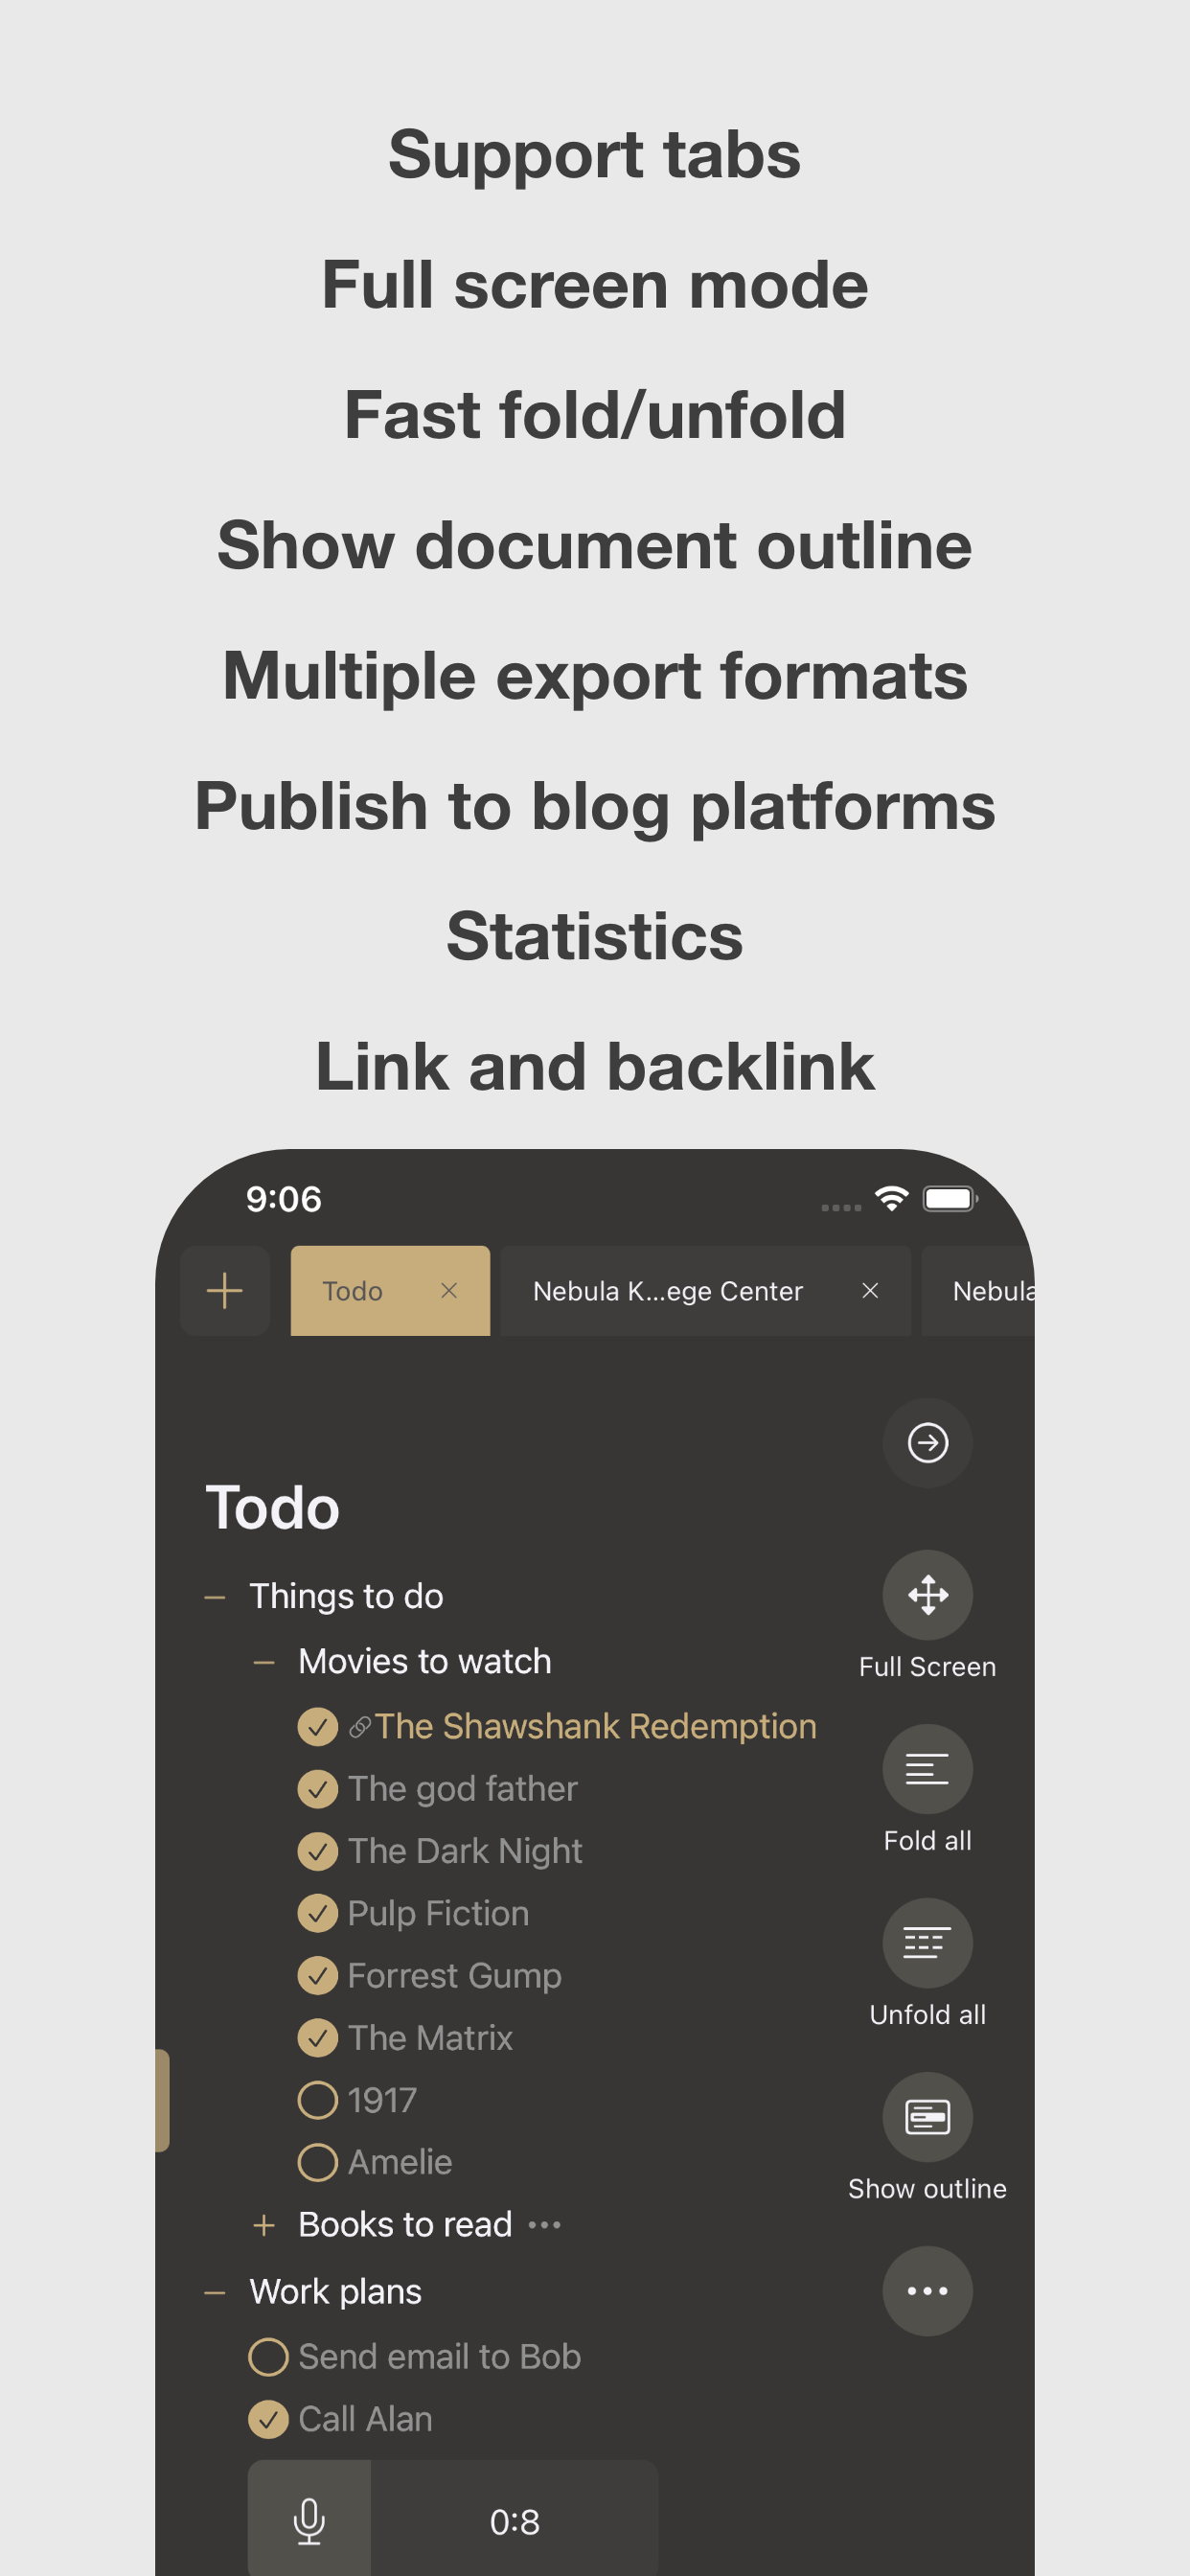 Support tabs
Full screen mode
Fast fold/unfold
Show document outline
Multiple export formats
Publish to blog platforms
Statistics
Link and backlink
9:06
Todo
Nebula K...ege Center
Nebula
Todo
Things to do
Full Screen
Movies to watch
The Shawshank Redemption
The god father
Fold all
The Dark Night
Pulp Fiction
Forrest Gump
Unfold all
The Matrix
1917
Amelie
Show outline
Books to read
Work plans
Send email to Bob
Call Alan
0:8